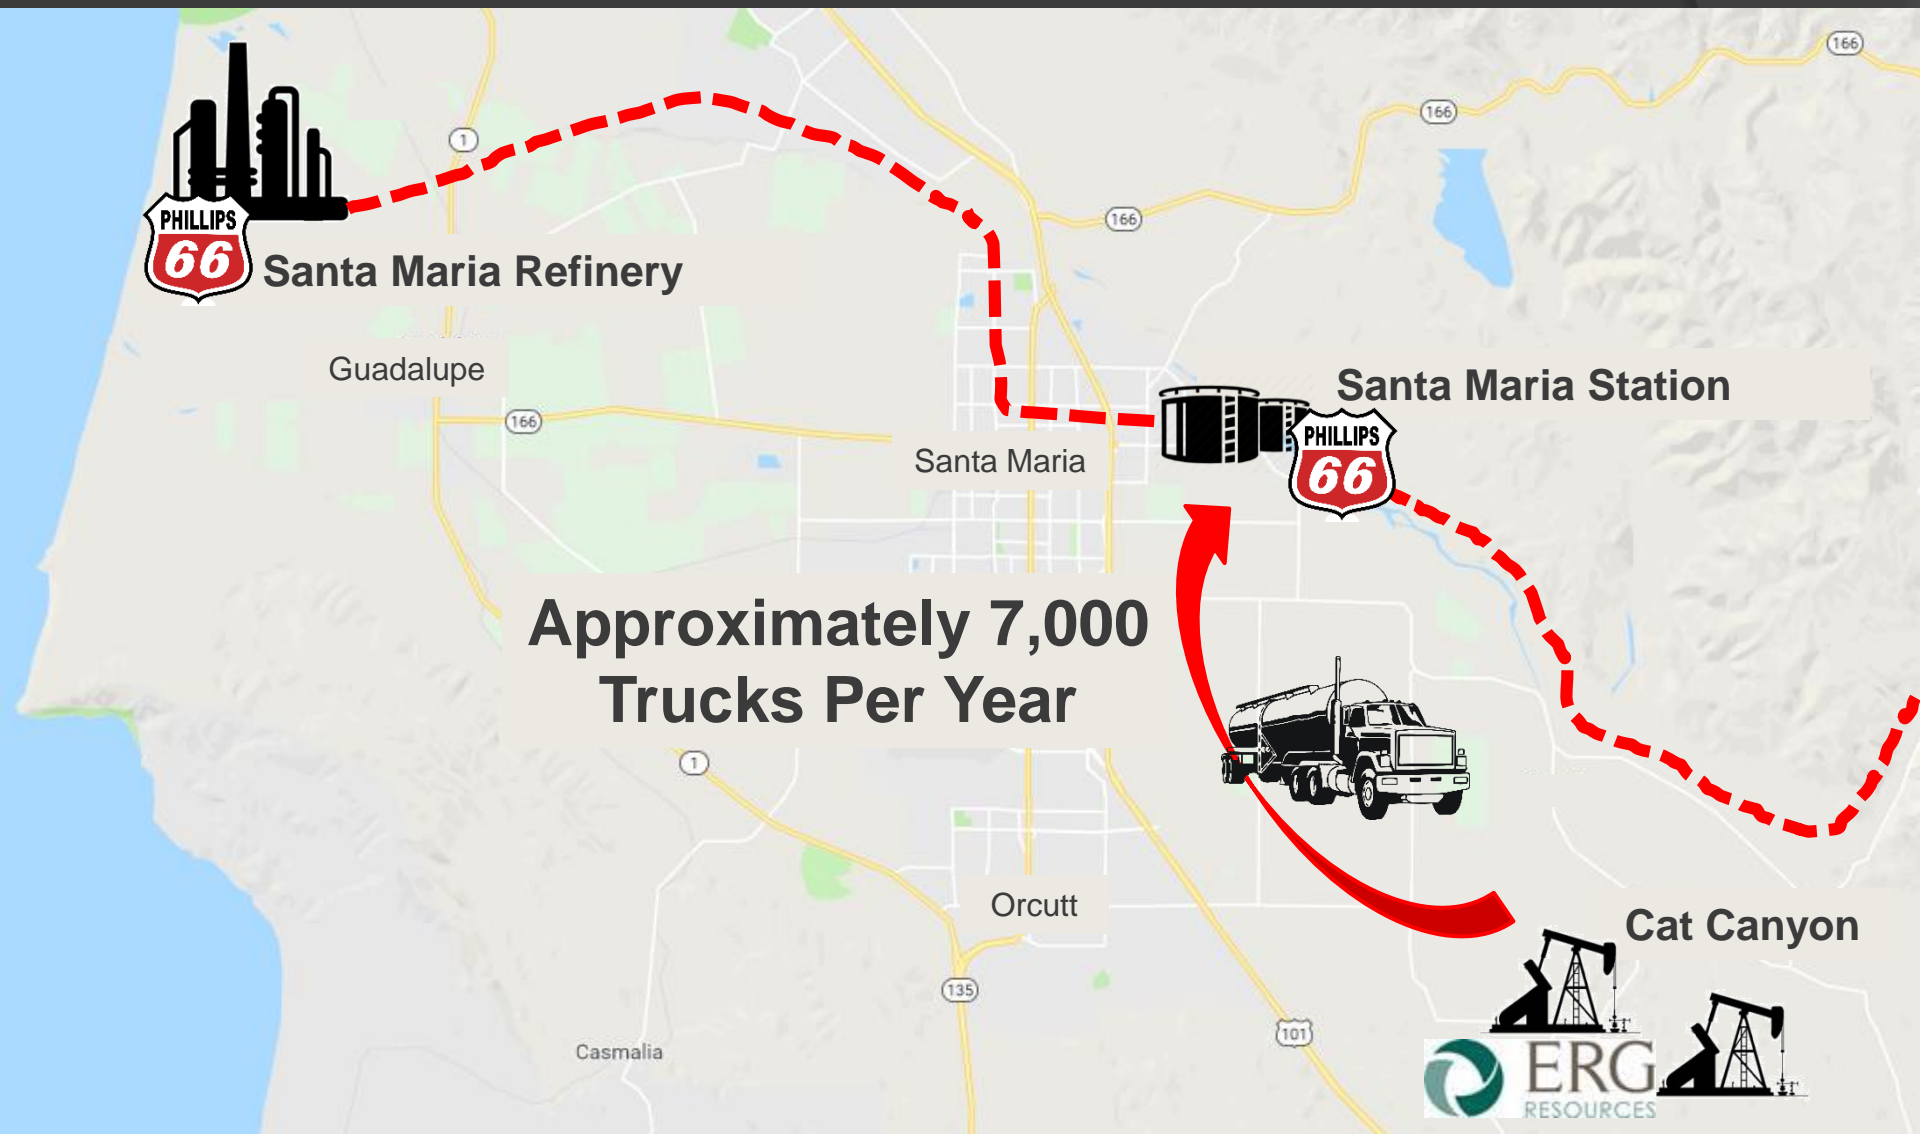 166
166
1
PHILLIPS
66
Santa Maria Refinery
166
Guadalupe
166
Santa Maria Station
PHILLIPS
66
Santa Maria
Approximately 7,000
Trucks Per Year
1
Orcutt
Cat Canyon
135
101
Casmalia
ERG
RESOURCES